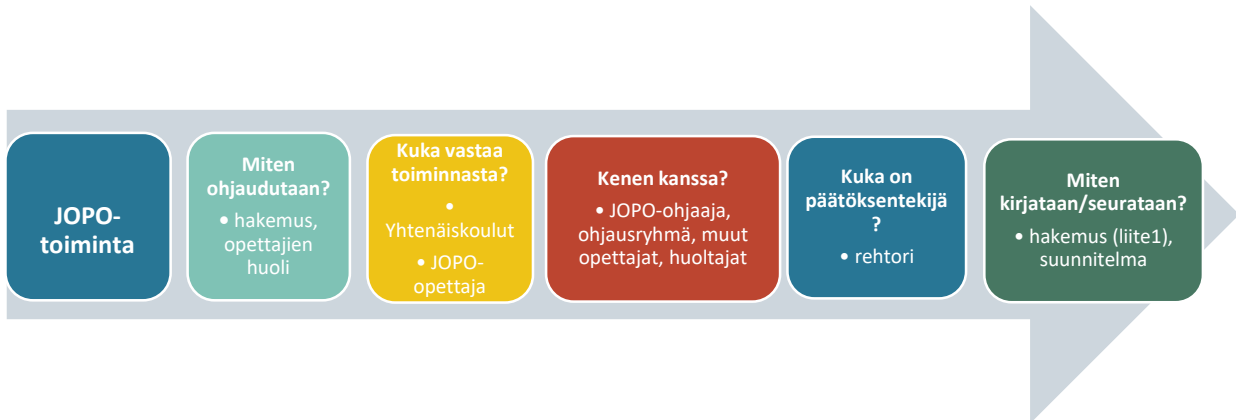 JOPO-
toiminta
Miten
ohjaudutaan?
• hakemus,
opettajien
huoli
Kuka vastaa
toiminnasta?
•
Yhtenäiskoulut
• JOPO-
opettaja
Kenen kanssa?
• JOPO-ohjaaja,
ohjausryhmä, muut
opettajat, huoltajat
Kuka on
päätöksentekijä
?
• rehtori
Miten
kirjataan/seurataan?
• hakemus (liite1),
suunnitelma